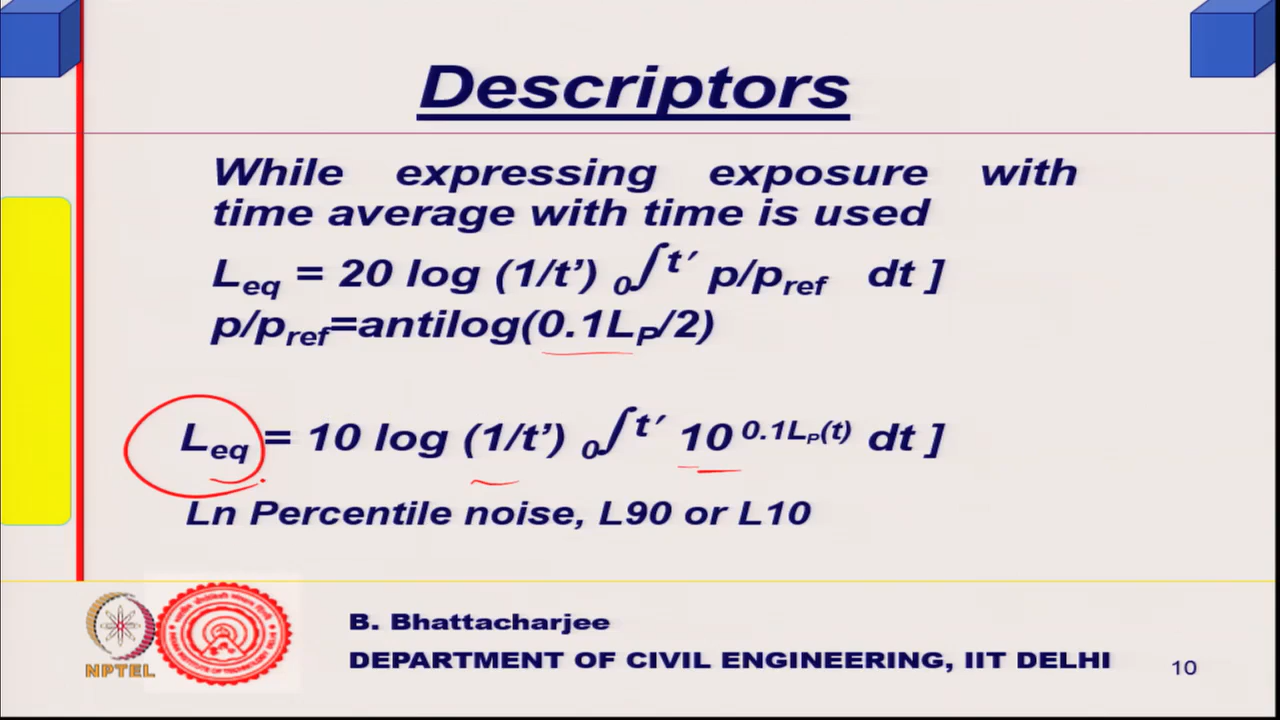 Descriptors
While expressing exposure with
time average with time is used
Leq = 20 log (1/t’) 0∫t′ p/pref dt ]
p/pref=antilog(0.1LP/2)
Leq = 10 log (1/t’) 0∫t′ 10 0.1LP(t) dt ]
Ln Percentile noise, L90 or L10
NPTEL
B. Bhattacharjee
DEPARTMENT OF CIVIL ENGINEERING, IIT DELHI
10